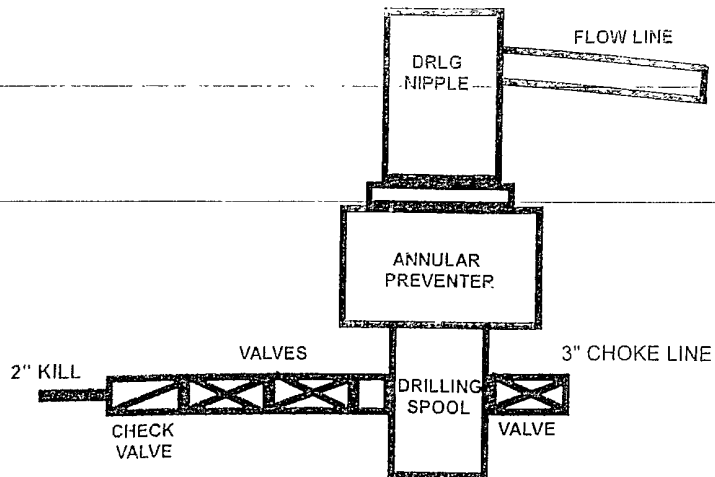 FLOW LINE
DRLG
NIPPLE
ANNULAR
PREVENTER
VALVES
3" CHOKE LINE
2" KILL
DRILLING
SPOOL
CHECK
VALVE
VALVE